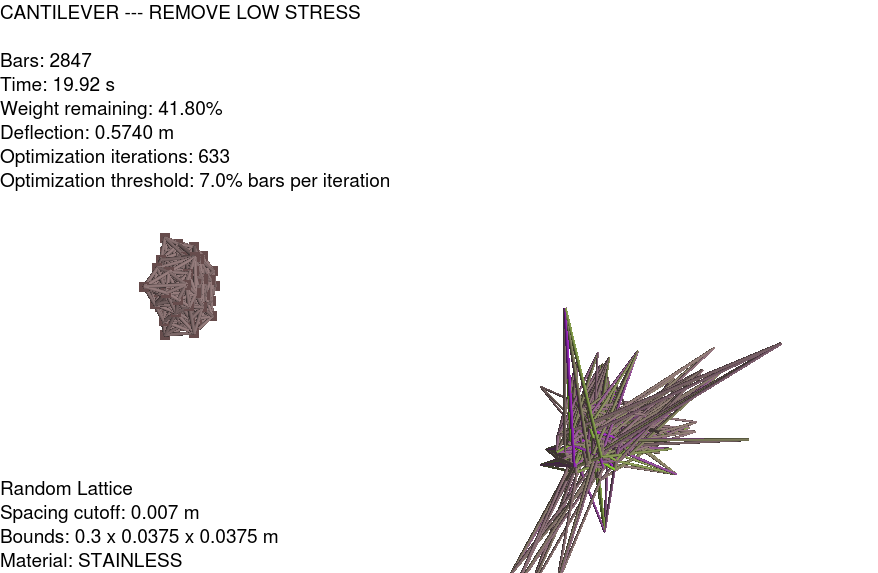 CANTILEVER --- REMOVE LOW STRESS
Bars: 2847
Time: 19.92 s
Weight remaining: 41.80%
Deflection: 0.5740 m
Optimization iterations: 633
Optimization threshold: 7.0% bars per iteration
Random Lattice
Spacing cutoff: 0.007 m
Bounds: 0.3 x 0.0375 x 0.0375 m
Material: STAINLESS